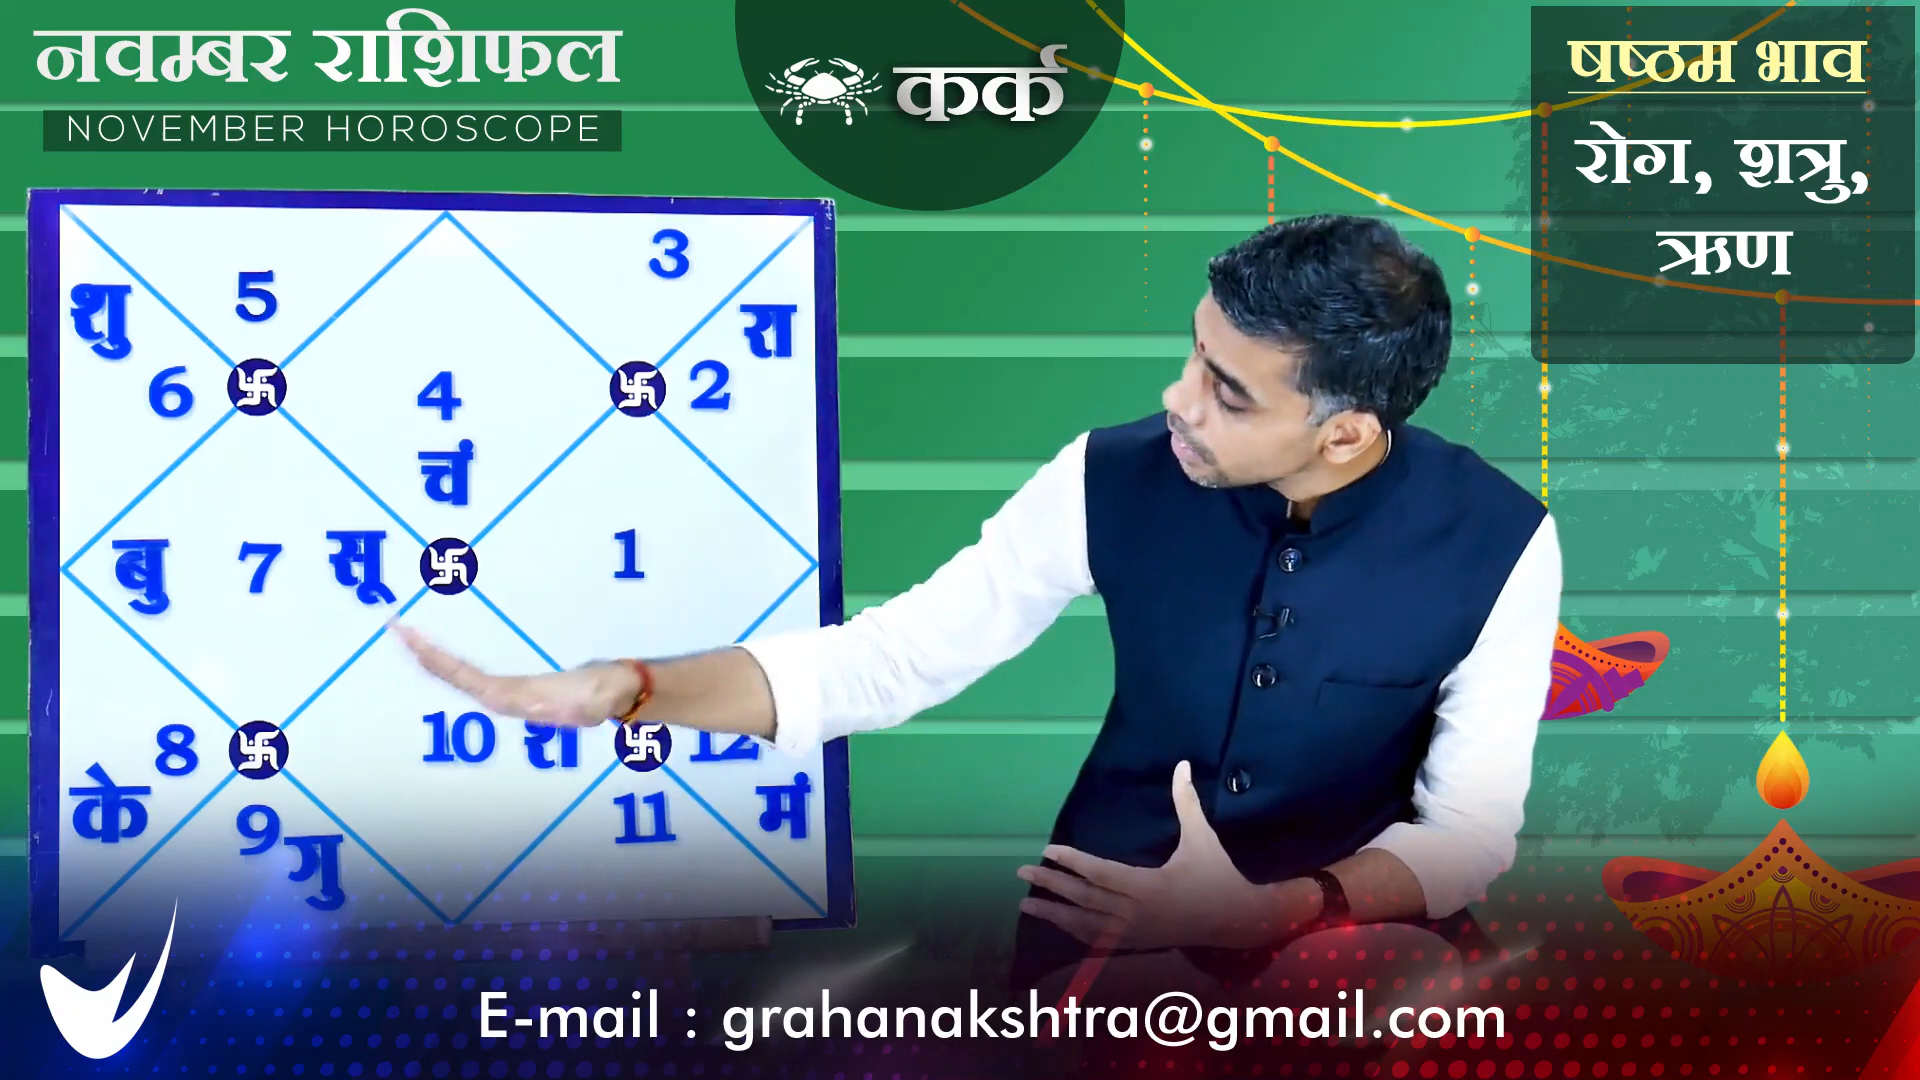 नवम्बर राशिफल
NOVEMBER HOROSCOPE
कर्क
षष्ठम भाव
रोग, शत्रु,
ऋण
3
5
शु
रा
6
4
2
चं
बु 7 सू
1
8
10 श
12
के
9
गु
11
मं
E-mail : grahanakshtra@gmail.com